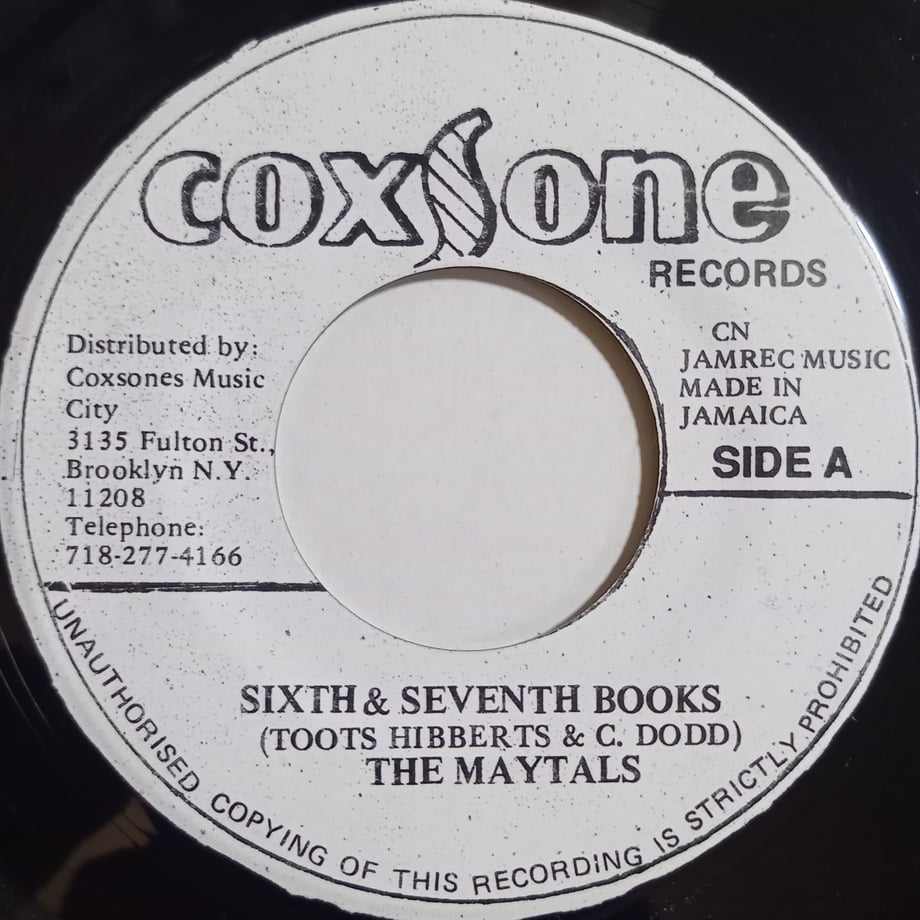 coxsone
RECORDS
Distributed by:
Coxsones Music
City
3135 Fulton St.,
Brooklyn N.Y.
11208
Telephone:
718-277-4166
CN
JAMREC MUSIC
MADE IN
JAMAICA
SIDE A
SIXTH & SEVENTH BOOKS
(TOOTS HIBBERTS & C. DODD)
THE MAYTALS
UNAUTHORISED COPYING OF THIS RECORDING IS STRICTLY PROHIBITED